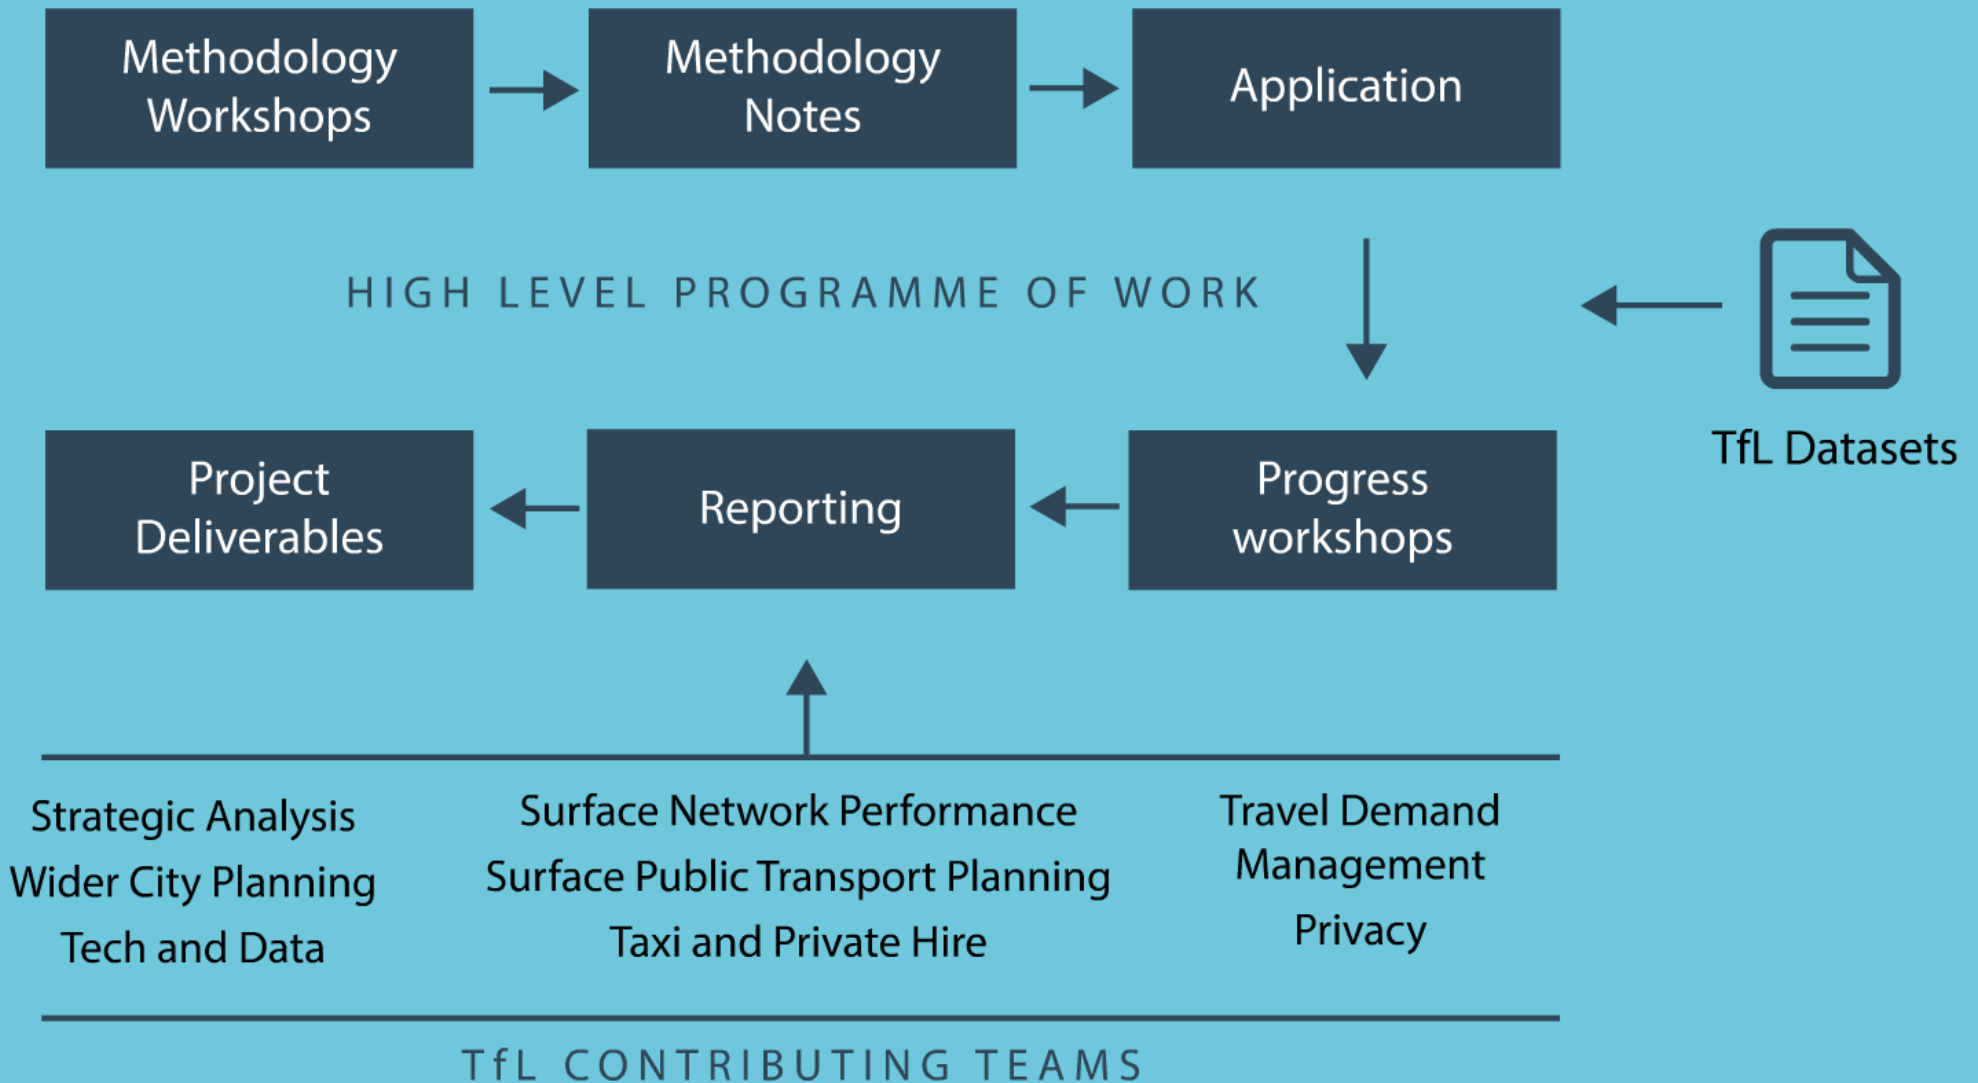 Methodology
Workshops
Methodology
Notes
Application
HIGH LEVEL PROGRAMME OF WORK
TfL Datasets
Project
Deliverables
Reporting
Progress
workshops
Strategic Analysis
Wider City Planning
Tech and Data
Surface Network Performance
Surface Public Transport Planning
Taxi and Private Hire
Travel Demand
Management
Privacy
TfL CONTRIBUTING TEAMS